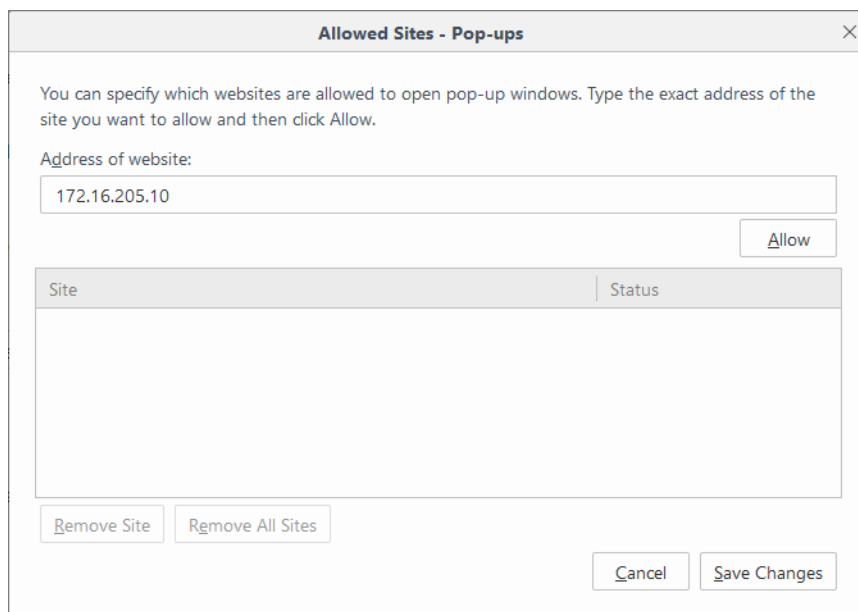 Allowed Sites - Pop-ups
You can specify which websites are allowed to open pop-up windows. Type the exact address of the
site you want to allow and then click Allow.
Address of website:
172.16.205.10
Allow
Site Status
Remove Site Remove All Sites
Cancel Save Changes